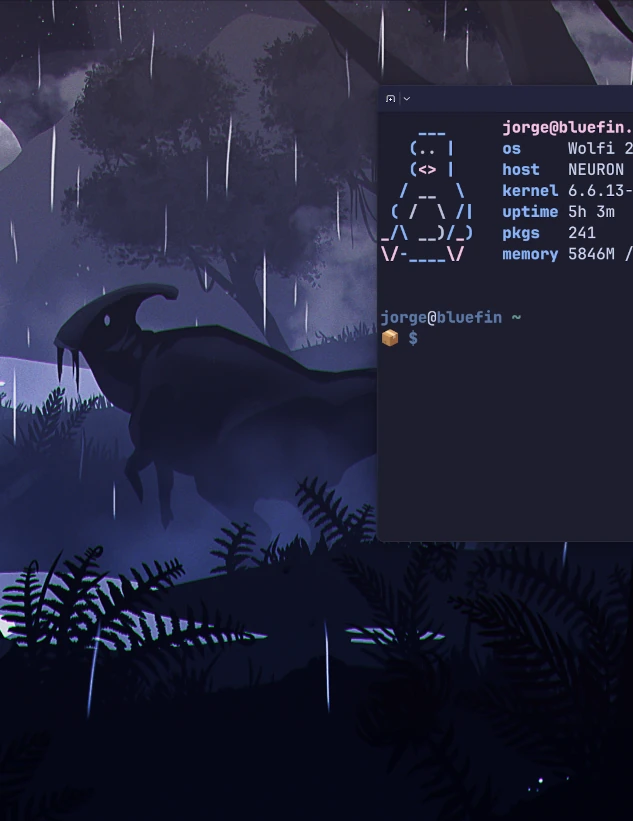 jorge@bluefin.
os Wolfi 2
host NEURON
kernel 6.6.13-
uptime 5h 3m
pkgs 241
memory 5846M /
jorge@bluefin ~
$